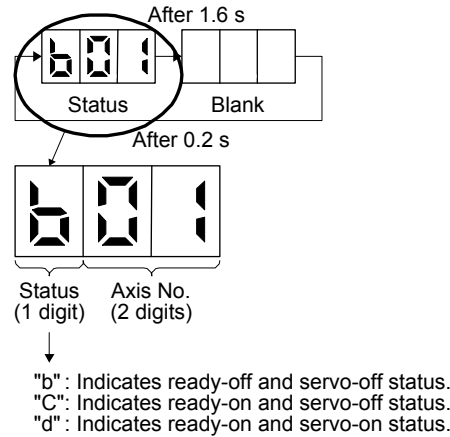 After 1.6 s
b01
Status Blank
After 0.2 s
b01
Status Axis No.
(1 digit) (2 digits)
"b" : Indicates ready-off and servo-off status.
"C": Indicates ready-on and servo-off status.
"d" : Indicates ready-on and servo-on status.